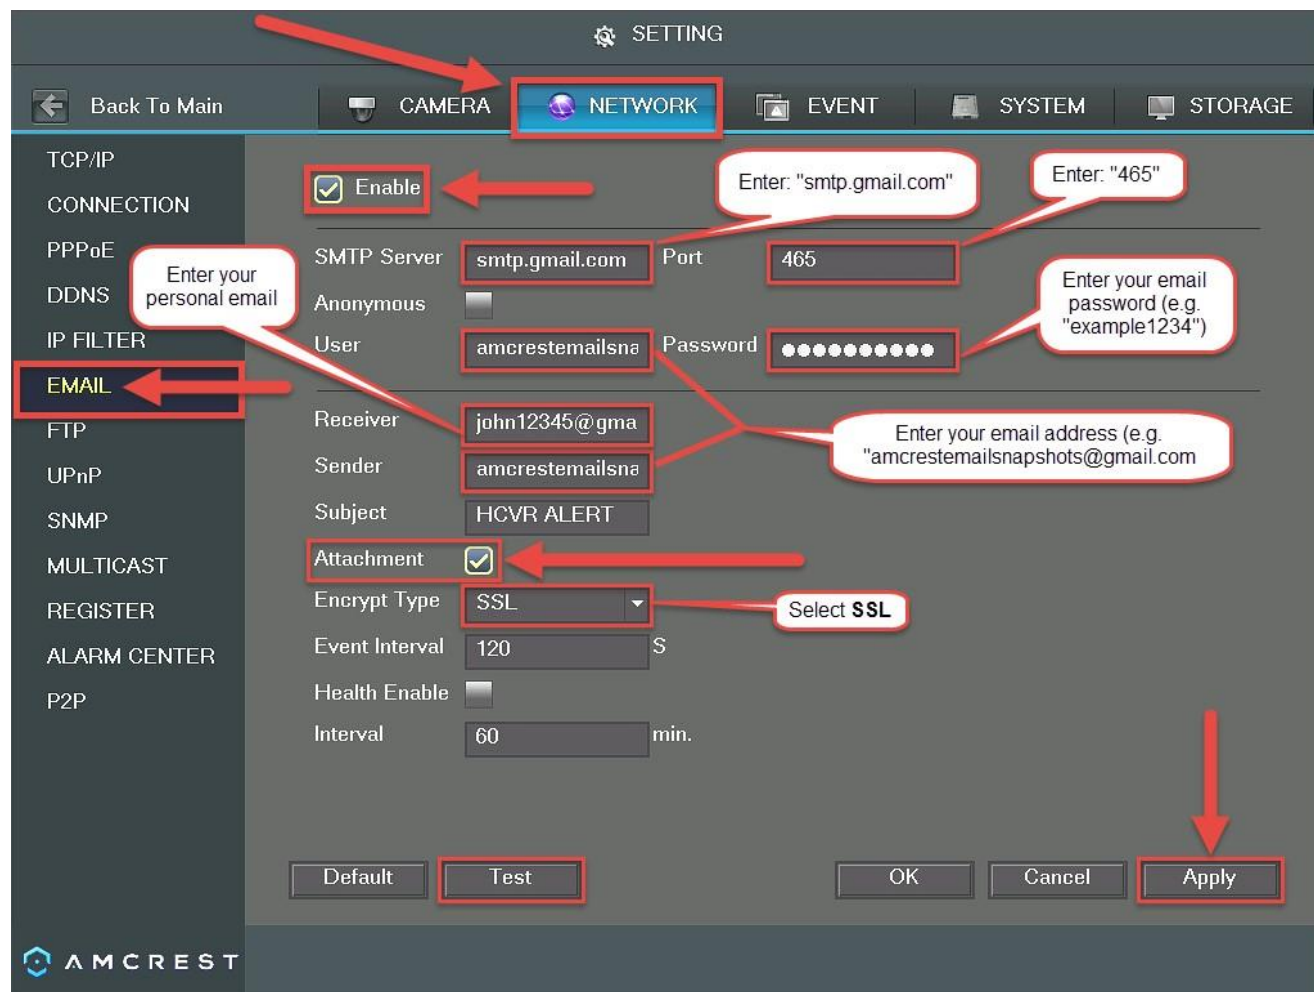 SETTING
Back To Main
CAMERA
NETWORK
EVENT
SYSTEM
STORAGE
TCP/IP
CONNECTION
PPPoE
DDNS
IP FILTER
EMAIL
FTP
UPnP
SNMP
MULTICAST
REGISTER
ALARM CENTER
P2P
Enable
Enter: "smtp.gmail.com"
Enter: "465"
SMTP Server smtp.gmail.com Port 465
Enter your
personal email
Anonymous
Enter your email
password (e.g.
"example1234")
User amcrestemailsna Password ●●●●●●●●●●
Receiver john12345@gma
Enter your email address (e.g.
"amcrestemailsnapshots@gmail.com
Sender amcrestemailsna
Subject HCVR ALERT
Attachment
Encrypt Type SSL
Select SSL
Event Interval 120 S
Health Enable
Interval 60 min.
Default
Test
OK
Cancel
Apply
AMCREST